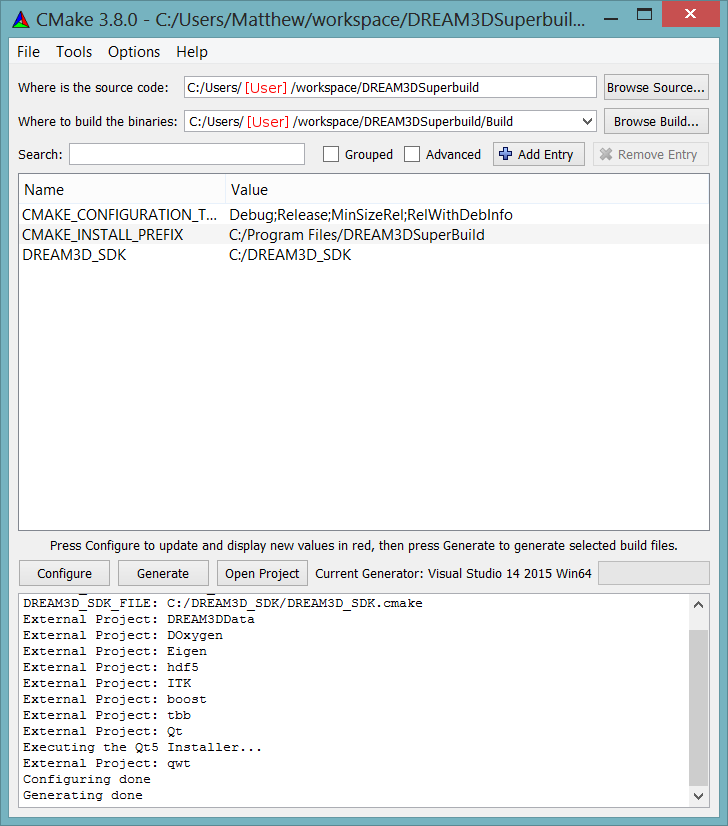 CMake 3.8.0 - C:/Users/Matthew/workspace/DREAM3DSuperbuil...
File Tools Options Help
Where is the source code: C:/Users/ [User] /workspace/DREAM3DSuperbuild Browse Source...
Where to build the binaries: C:/Users/ [User] /workspace/DREAM3DSuperbuild/Build Browse Build...
Search: Grouped Advanced Add Entry Remove Entry
Name Value
CMAKE_CONFIGURATION_T... Debug;Release;MinSizeRel;RelWithDebInfo
CMAKE_INSTALL_PREFIX C:/Program Files/DREAM3DSuperBuild
DREAM3D_SDK C:/DREAM3D_SDK
Press Configure to update and display new values in red, then press Generate to generate selected build files.
Configure Generate Open Project Current Generator: Visual Studio 14 2015 Win64
DREAM3D_SDK_FILE: C:/DREAM3D_SDK/DREAM3D_SDK.cmake
External Project: DREAM3DData
External Project: DOxygen
External Project: Eigen
External Project: hdf5
External Project: ITK
External Project: boost
External Project: tbb
External Project: Qt
Executing the Qt5 Installer...
External Project: qwt
Configuring done
Generating done